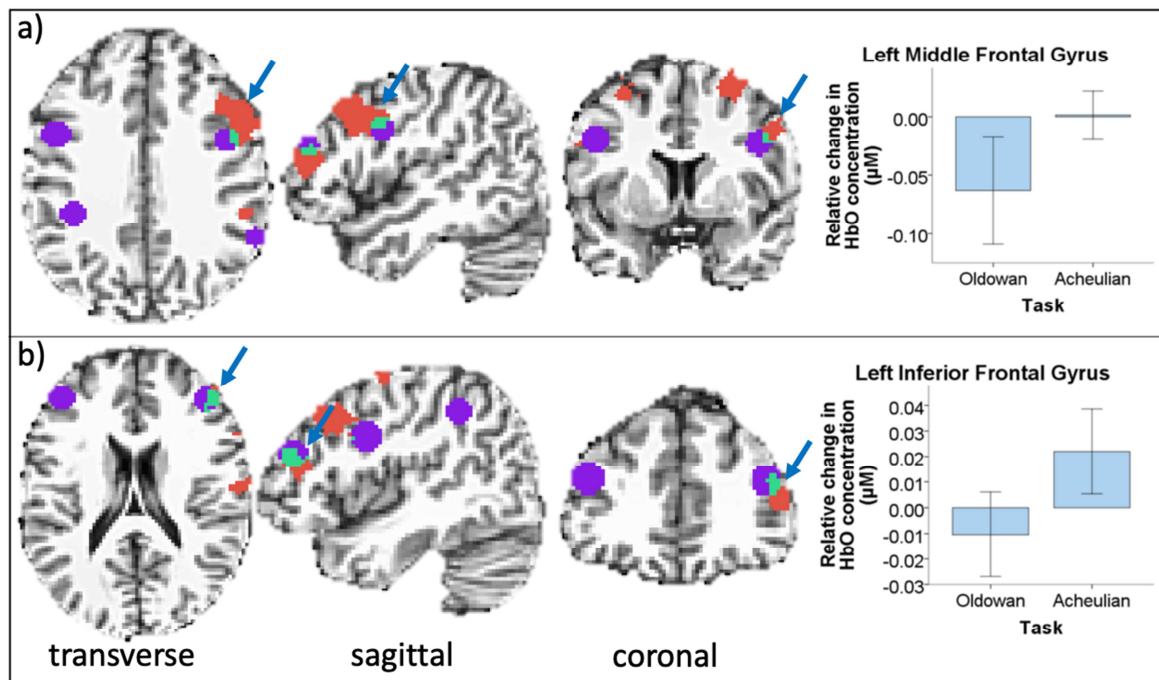 a)
Left Middle Frontal Gyrus
Relative change in
HbO concentration
(µM)
0.00
-0.05
-0.10
Oldowan Acheulian
Task
b)
Left Inferior Frontal Gyrus
Relative change in
HbO concentration
(µM)
0.04
0.03
0.02
0.01
0.00
-0.01
-0.02
-0.03
Oldowan Acheulian
Task
transverse sagittal coronal